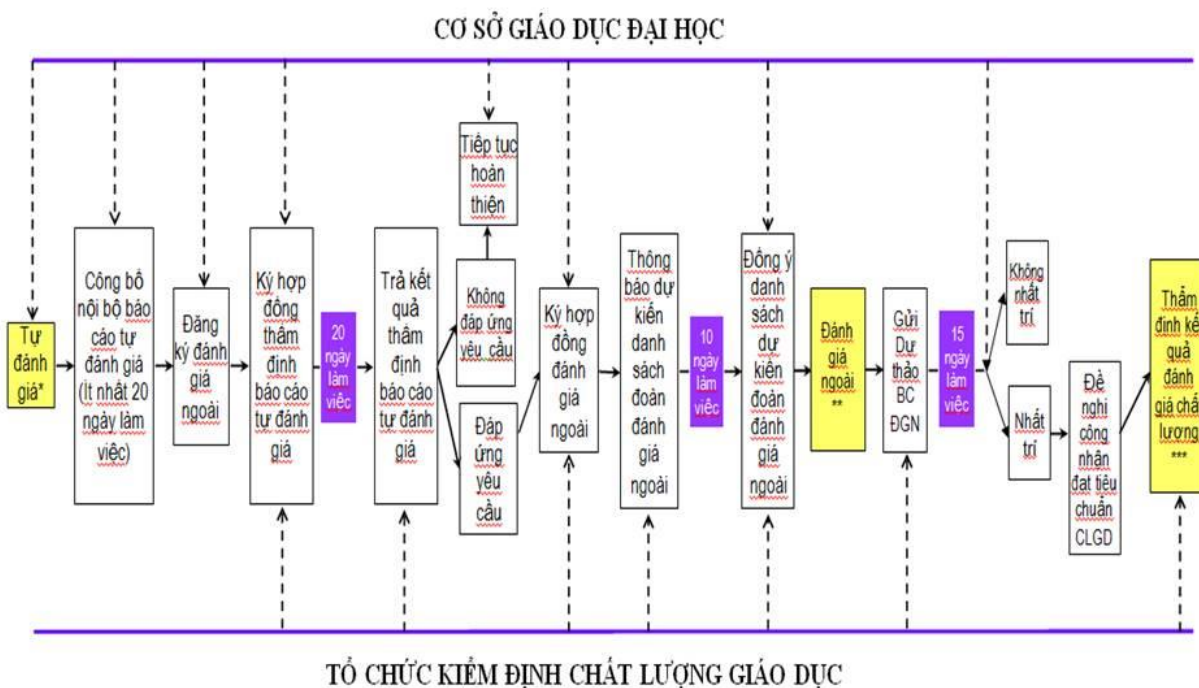 CƠ SỞ GIÁO DỤC ĐẠI HỌC
Tự
đánh
giá*
Công bố
nội bộ báo
cáo tự
đánh giá
(Ít nhất 20
ngày làm
việc)
Đăng
ký đánh
giá
ngoài
Ký hợp
đồng thẩm
định
báo cáo
tự đánh
giá
20
ngày
làm
việc
Trả kết
quả
thẩm
định
báo cáo
tự đánh
giá
Tiếp tục
hoàn
thiện
Không
đáp ứng
yêu cầu
Đáp
ứng
yêu
cầu
Ký hợp
đồng
đánh
giá
ngoài
Thông
báo dự
kiến
danh
sách
đoàn
đánh
giá
ngoài
10
ngày
làm
việc
Đồng ý
danh
sách
dự
kiến
đoàn
đánh
giá
ngoài
Đánh
giá
ngoài
**
Gửi
Dự
thảo
BC
ĐGN
15
ngày
làm
việc
Không
nhất
trí
Nhất
trí
Đề
nghị
công
nhận
đạt tiêu
chuẩn
CLGD
Thẩm
định kết
quả
đánh
giá chất
lượng
***
TỔ CHỨC KIỂM ĐỊNH CHẤT LƯỢNG GIÁO DỤC